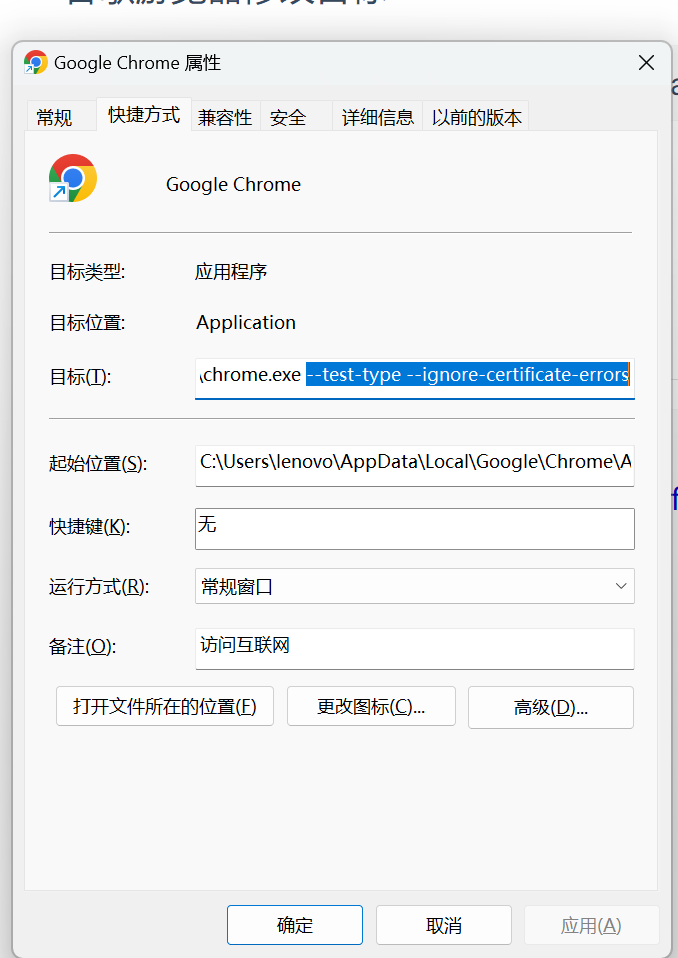 Google Chrome 属性
常规 快捷方式 兼容性 安全 详细信息 以前的版本
Google Chrome
目标类型: 应用程序
目标位置: Application
目标(T): \chrome.exe --test-type --ignore-certificate-errors
起始位置(S): C:\Users\lenovo\AppData\Local\Google\Chrome\A
快捷键(K): 无
运行方式(R): 常规窗口
备注(O): 访问互联网
打开文件所在的位置(F) 更改图标(C)... 高级(D)...
确定 取消 应用(A)